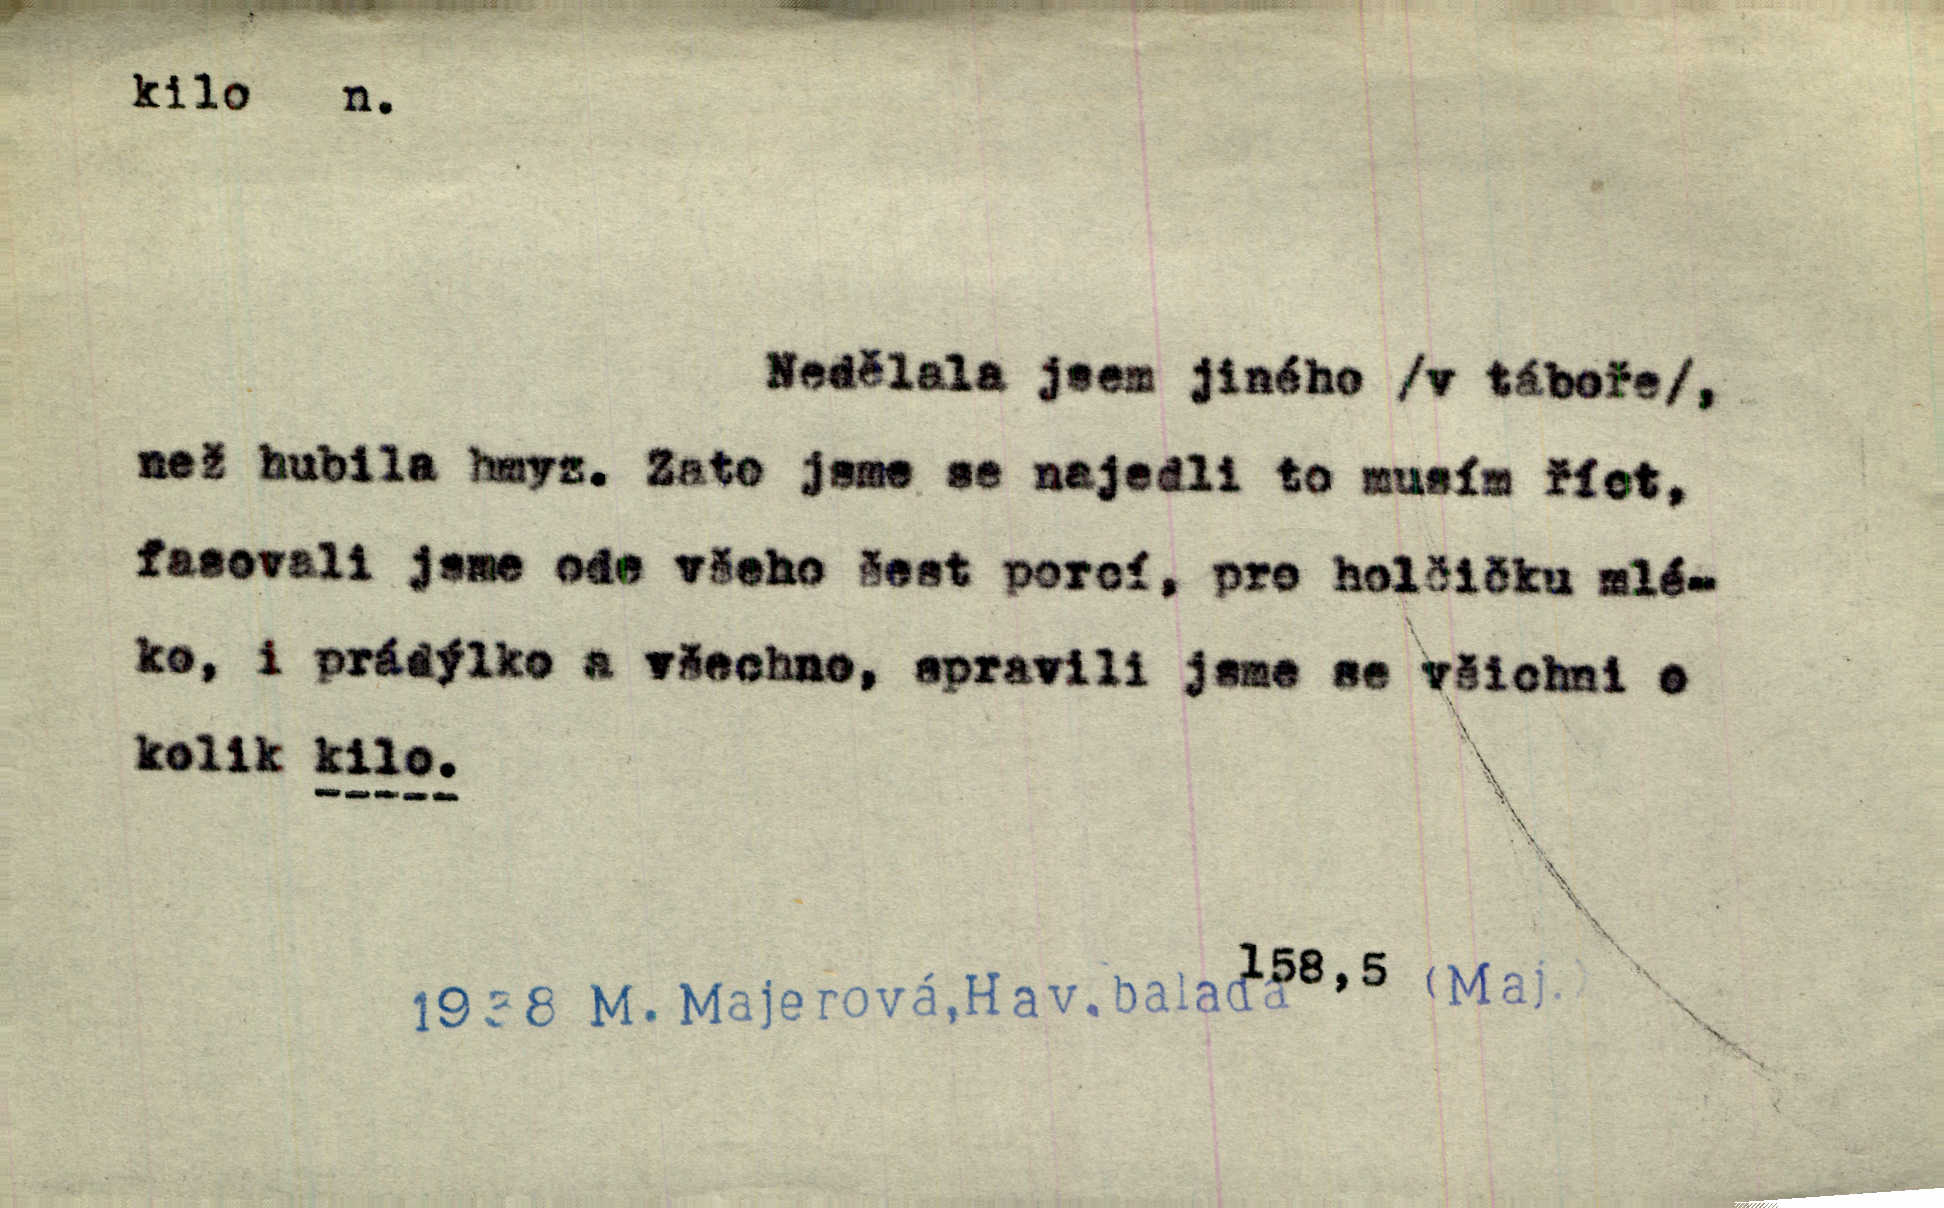 kilo n.
Nedělala jsem jiného /v táboře/,
než hubila hmyz. Zato jsme se najedli to musím říct,
fasovali jsme ode všeho šest porcí, pro holčičku mlé-
ko, i prádýlko a všechno, spravili jsme se všichni o
kolik kilo.
1938 M. Majerová,Hav.balada 158,5 (Maj.)